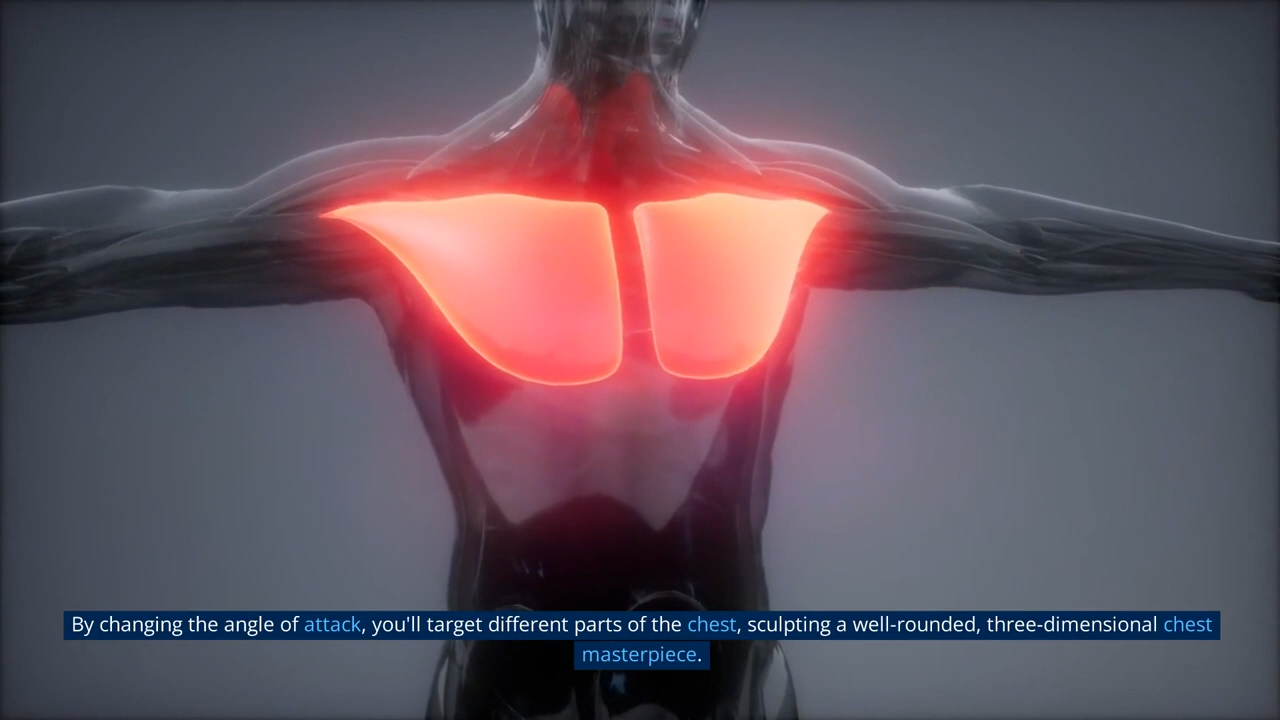 By changing the angle of attack, you'll target different parts of the chest, sculpting a well-rounded, three-dimensional chest
masterpiece.